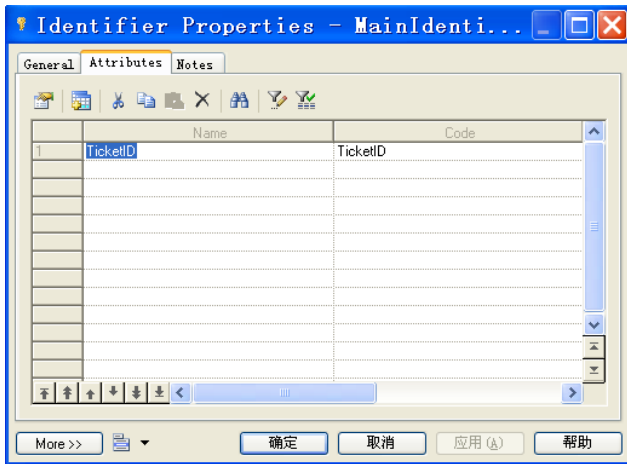 Identifier Properties - MainIdenti...
General Attributes Notes
Name Code
1 TicketID TicketID
More >> 确定 取消 应用(A) 帮助